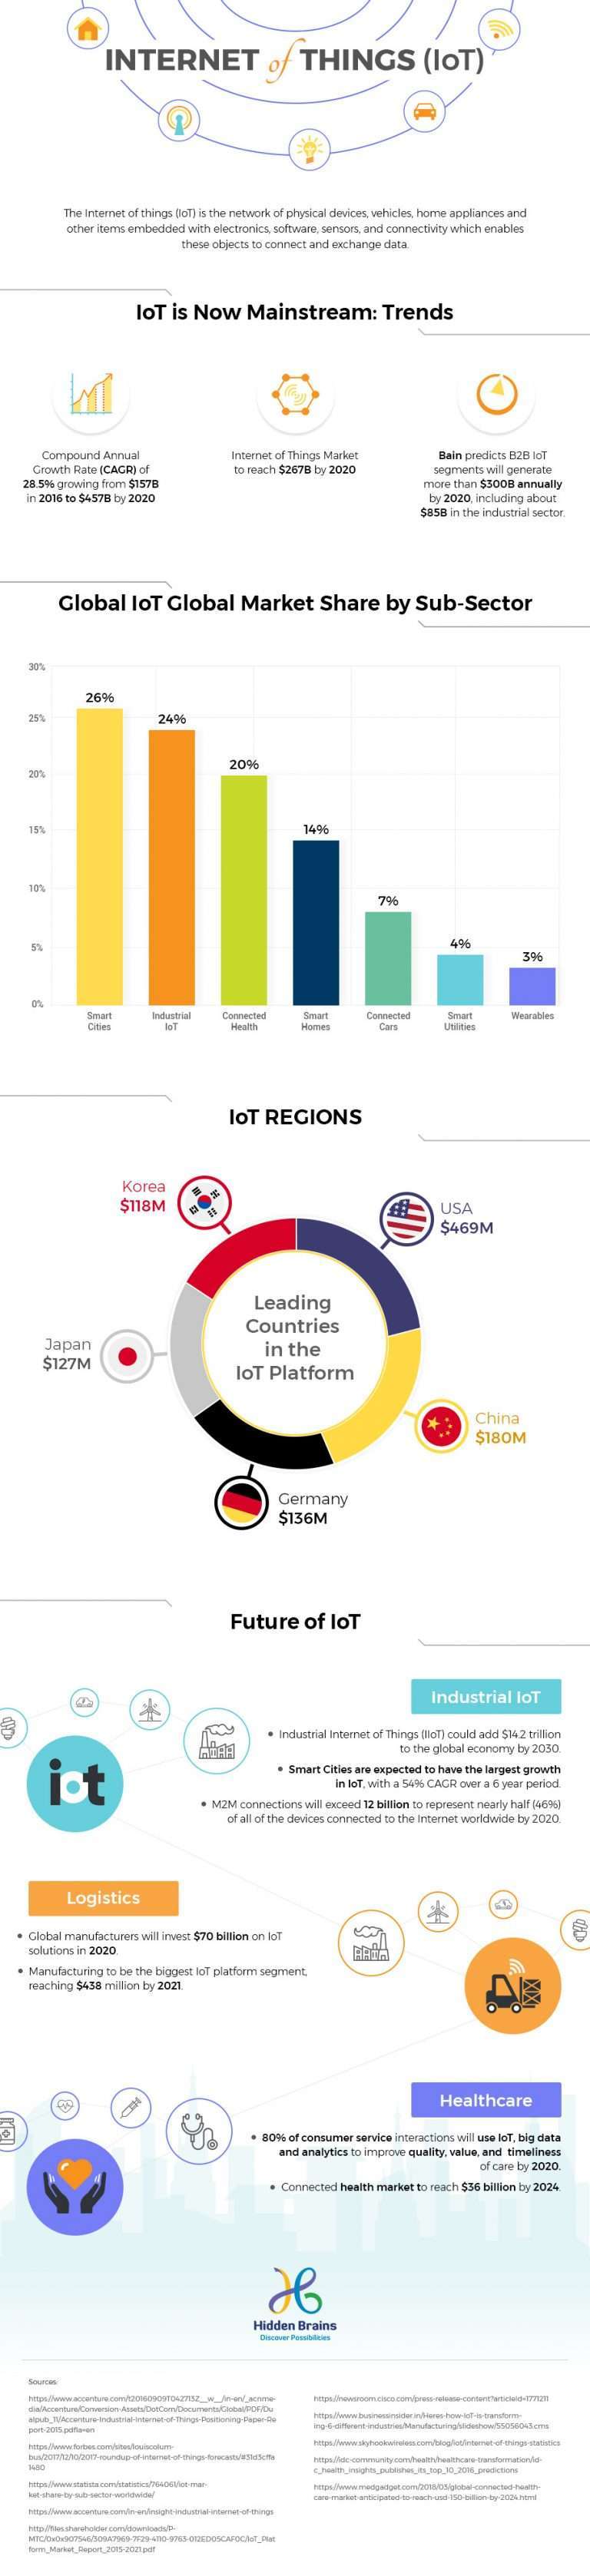 INTERNET of THINGS (IoT)
The Internet of things (IoT) is the network of physical devices, vehicles, home appliances and
other items embedded with electronics, software, sensors, and connectivity which enables
these objects to connect and exchange data.
IoT is Now Mainstream: Trends
Compound Annual
Growth Rate (CAGR) of
28.5% growing from $157B
in 2016 to $457B by 2020
Internet of Things Market
to reach $267B by 2020
Bain predicts B2B IoT
segments will generate
more than $300B annually
by 2020, including about
$85B in the industrial sector.
Global IoT Global Market Share by Sub-Sector
30%
25%
20%
15%
10%
5%
0%
26%
24%
20%
14%
7%
4%
3%
Smart
Cities
Industrial
IoT
Connected
Health
Smart
Homes
Connected
Cars
Smart
Utilities
Wearables
IoT REGIONS
Korea
$118M
USA
$469M
Leading
Countries
in the
IoT Platform
Japan
$127M
China
$180M
Germany
$136M
Future of IoT
Industrial IoT
iot
• Industrial Internet of Things (IIoT) could add $14.2 trillion
to the global economy by 2030.
• Smart Cities are expected to have the largest growth
in IoT, with a 54% CAGR over a 6 year period.
• M2M connections will exceed 12 billion to represent nearly half (46%)
of all of the devices connected to the Internet worldwide by 2020.
Logistics
• Global manufacturers will invest $70 billion on IoT
solutions in 2020.
• Manufacturing to be the biggest IoT platform segment,
reaching $438 million by 2021.
Healthcare
• 80% of consumer service interactions will use IoT, big data
and analytics to improve quality, value, and timeliness
of care by 2020.
• Connected health market to reach $36 billion by 2024.
Hidden Brains
Discover Possibilities
Sources:
https://www.accenture.com/t20160909T042713Z__w__/in-en/_acnme-
dia/Accenture/Conversion-Assets/DotCom/Documents/Global/PDF/Du
alpub_11/Accenture-Industrial-Internet-of-Things-Positioning-Paper-Re
port-2015.pdfla=en
https://www.forbes.com/sites/louiscolum-
bus/2017/12/10/2017-roundup-of-internet-of-things-forecasts/#31d3cffa
1480
https://www.statista.com/statistics/764061/iot-mar-
ket-share-by-sub-sector-worldwide/
https://www.accenture.com/in-en/insight-industrial-internet-of-things
http://files.shareholder.com/downloads/P-
MTC/0x0x907546/309A7969-7F29-4110-9763-012ED05CAF0C/IoT_Plat
form_Market_Report_2015-2021.pdf
https://newsroom.cisco.com/press-release-content?articleId=1771211
https://www.businessinsider.in/Heres-how-IoT-is-transform-
ing-6-different-industries/Manufacturing/slideshow/55056043.cms
https://www.skyhookwireless.com/blog/iot/internet-of-things-statistics
https://idc-community.com/health/healthcare-transformation/id-
c_health_insights_publishes_its_top_10_2016_predictions
https://www.medgadget.com/2018/03/global-connected-health-
care-market-anticipated-to-reach-usd-150-billion-by-2024.html